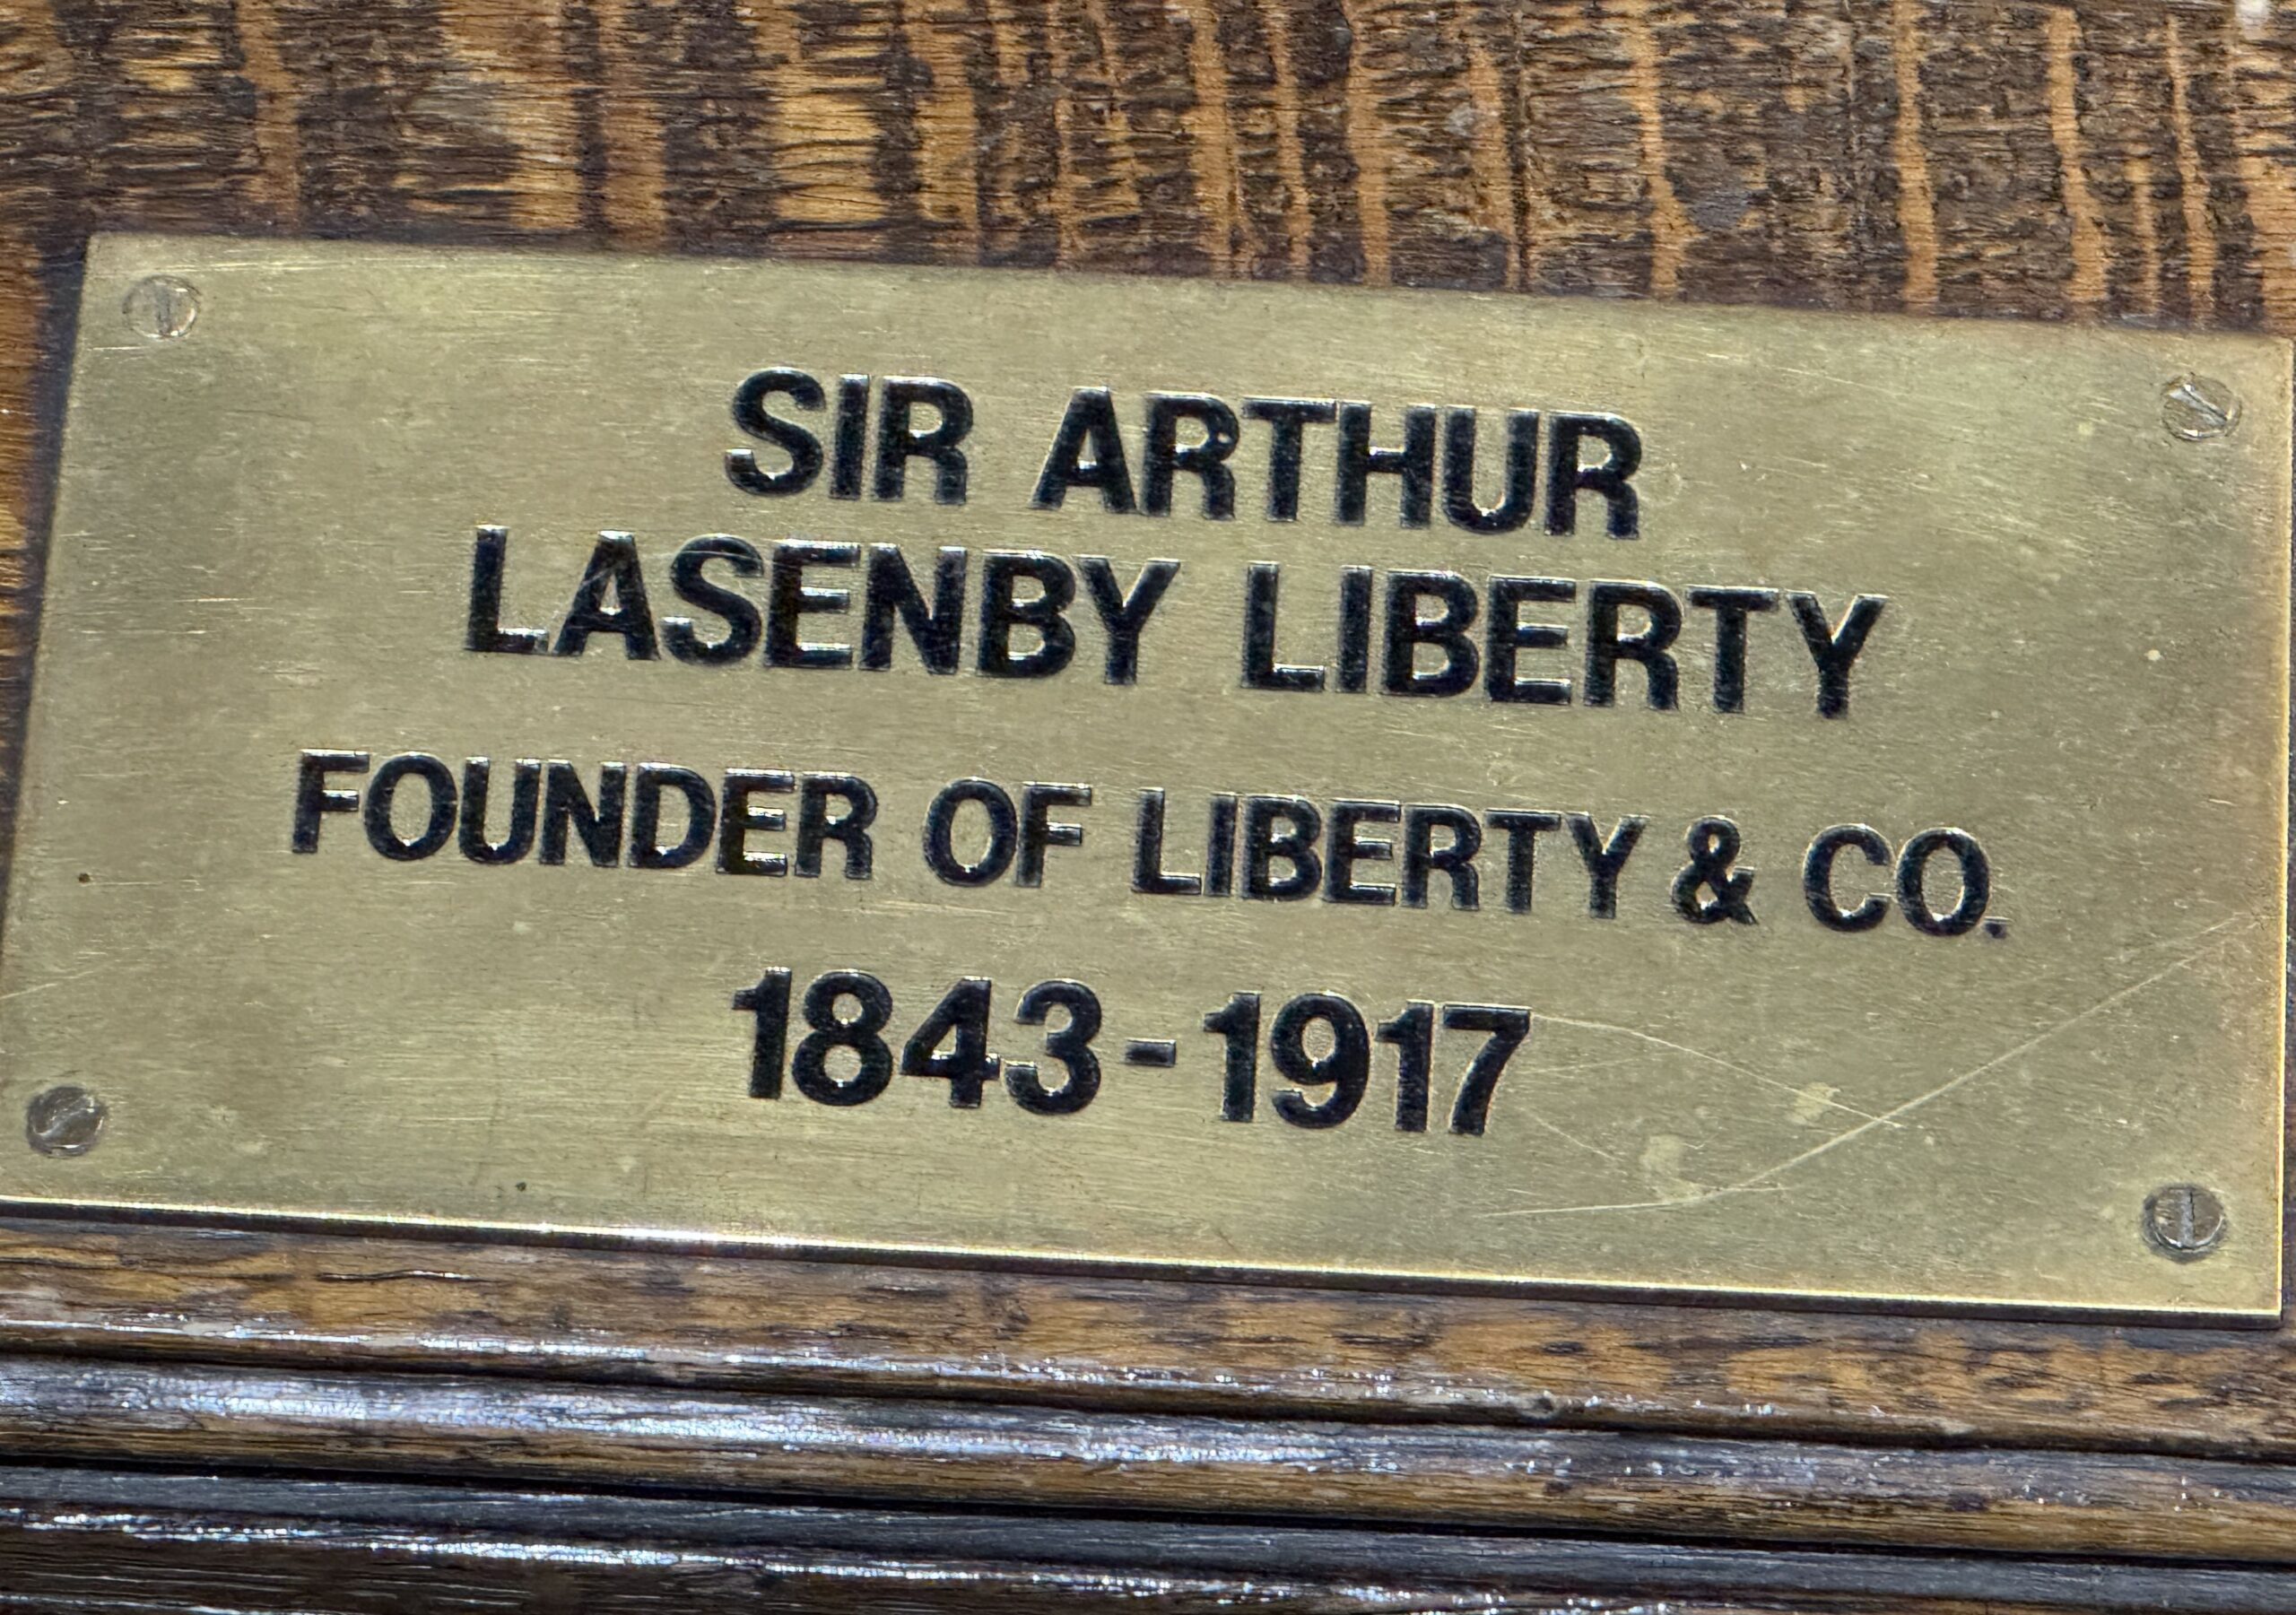 SIR ARTHUR
LASENBY LIBERTY
FOUNDER OF LIBERTY & CO.
1843-1917